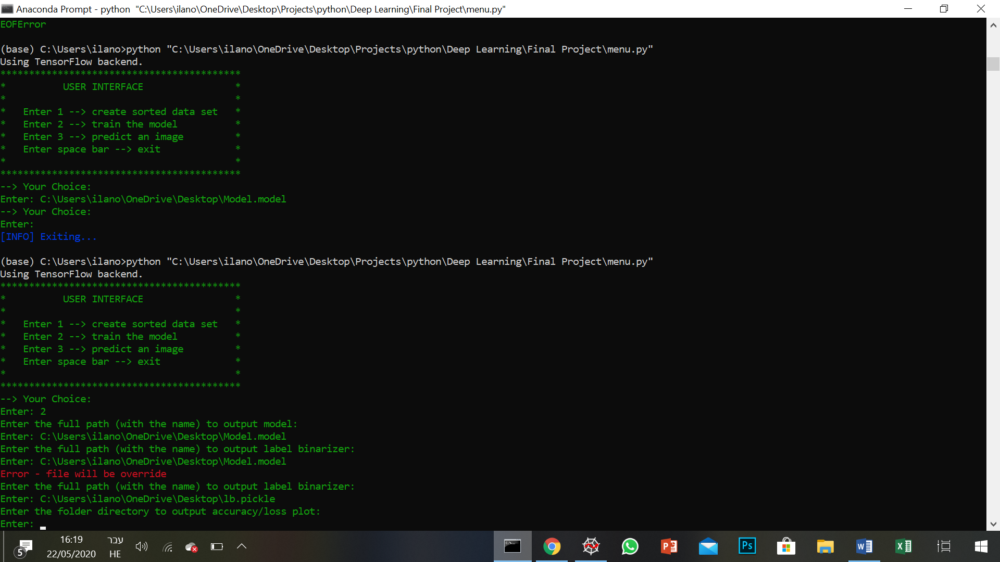 Anaconda Prompt - python  "C:\Users\ilano\OneDrive\Desktop\Projects\python\Deep Learning\Final Project\menu.py"
EOFError
(base) C:\Users\ilano>python "C:\Users\ilano\OneDrive\Desktop\Projects\python\Deep Learning\Final Project\menu.py"
Using TensorFlow backend.
******************************************
*          USER INTERFACE                *
*                                        *
*   Enter 1 --> create sorted data set   *
*   Enter 2 --> train the model          *
*   Enter 3 --> predict an image         *
*   Enter space bar --> exit             *
*                                        *
******************************************
--> Your Choice:
Enter: C:\Users\ilano\OneDrive\Desktop\Model.model
--> Your Choice:
Enter:
[INFO] Exiting...
(base) C:\Users\ilano>python "C:\Users\ilano\OneDrive\Desktop\Projects\python\Deep Learning\Final Project\menu.py"
Using TensorFlow backend.
******************************************
*          USER INTERFACE                *
*                                        *
*   Enter 1 --> create sorted data set   *
*   Enter 2 --> train the model          *
*   Enter 3 --> predict an image         *
*   Enter space bar --> exit             *
*                                        *
******************************************
--> Your Choice:
Enter: 2
Enter the full path (with the name) to output model:
Enter: C:\Users\ilano\OneDrive\Desktop\Model.model
Enter the full path (with the name) to output label binarizer:
Enter: C:\Users\ilano\OneDrive\Desktop\Model.model
Error - file will be override
Enter the full path (with the name) to output label binarizer:
Enter: C:\Users\ilano\OneDrive\Desktop\lb.pickle
Enter the folder directory to output accuracy/loss plot:
Enter:
5
16:19
22/05/2020
עבר
HE
C:\_
P
Ps
W
X